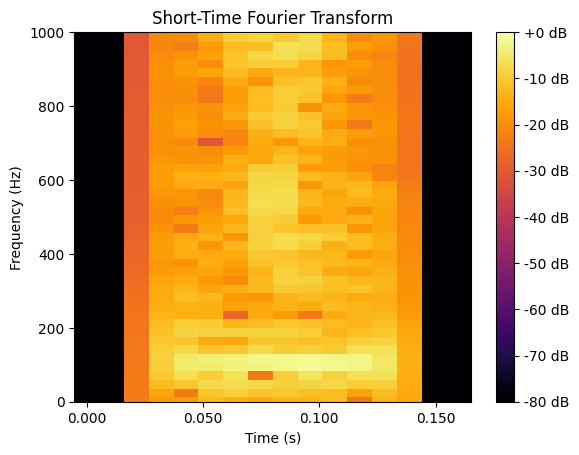 Short-Time Fourier Transform
1000
800
600
400
200
0
Frequency (Hz)
0.000
0.050
0.100
0.150
Time (s)
+0 dB
-10 dB
-20 dB
-30 dB
-40 dB
-50 dB
-60 dB
-70 dB
-80 dB